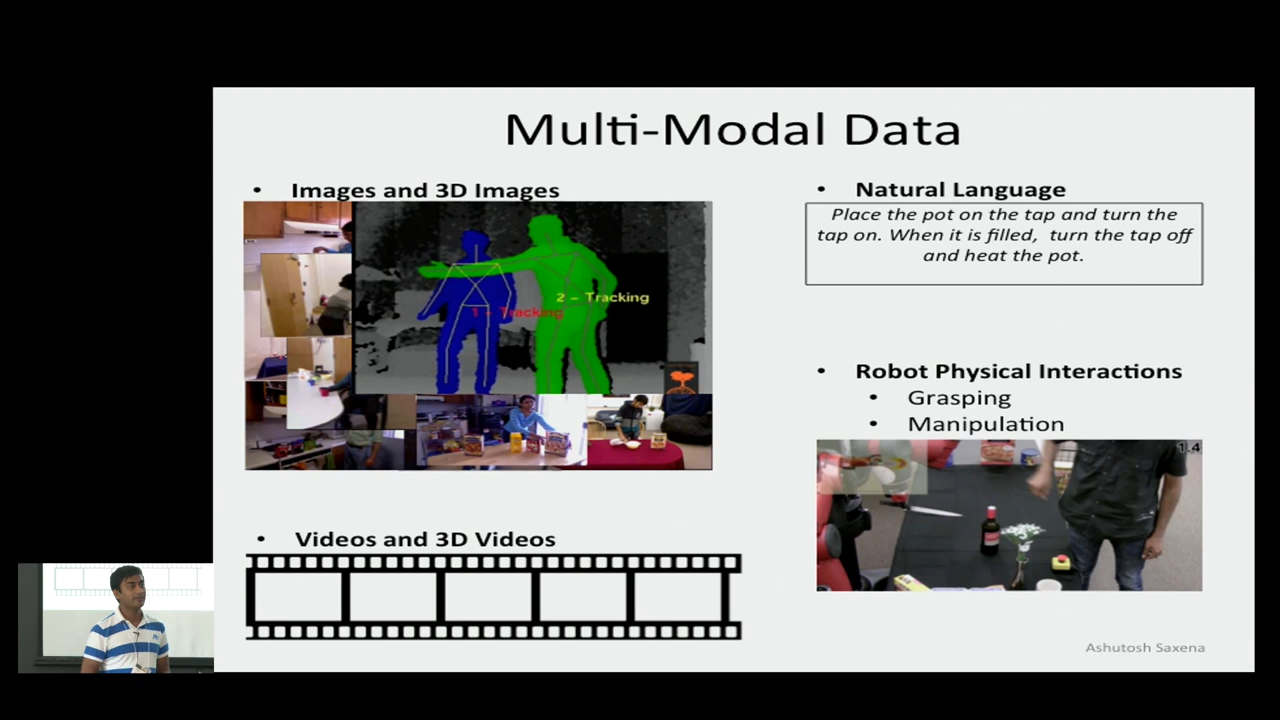 Multi-Modal Data
• Images and 3D Images
1 - Tracking
2 - Tracking
• Videos and 3D Videos
• Natural Language
Place the pot on the tap and turn the
tap on. When it is filled, turn the tap off
and heat the pot.
• Robot Physical Interactions
• Grasping
• Manipulation
1.4
Ashutosh Saxena